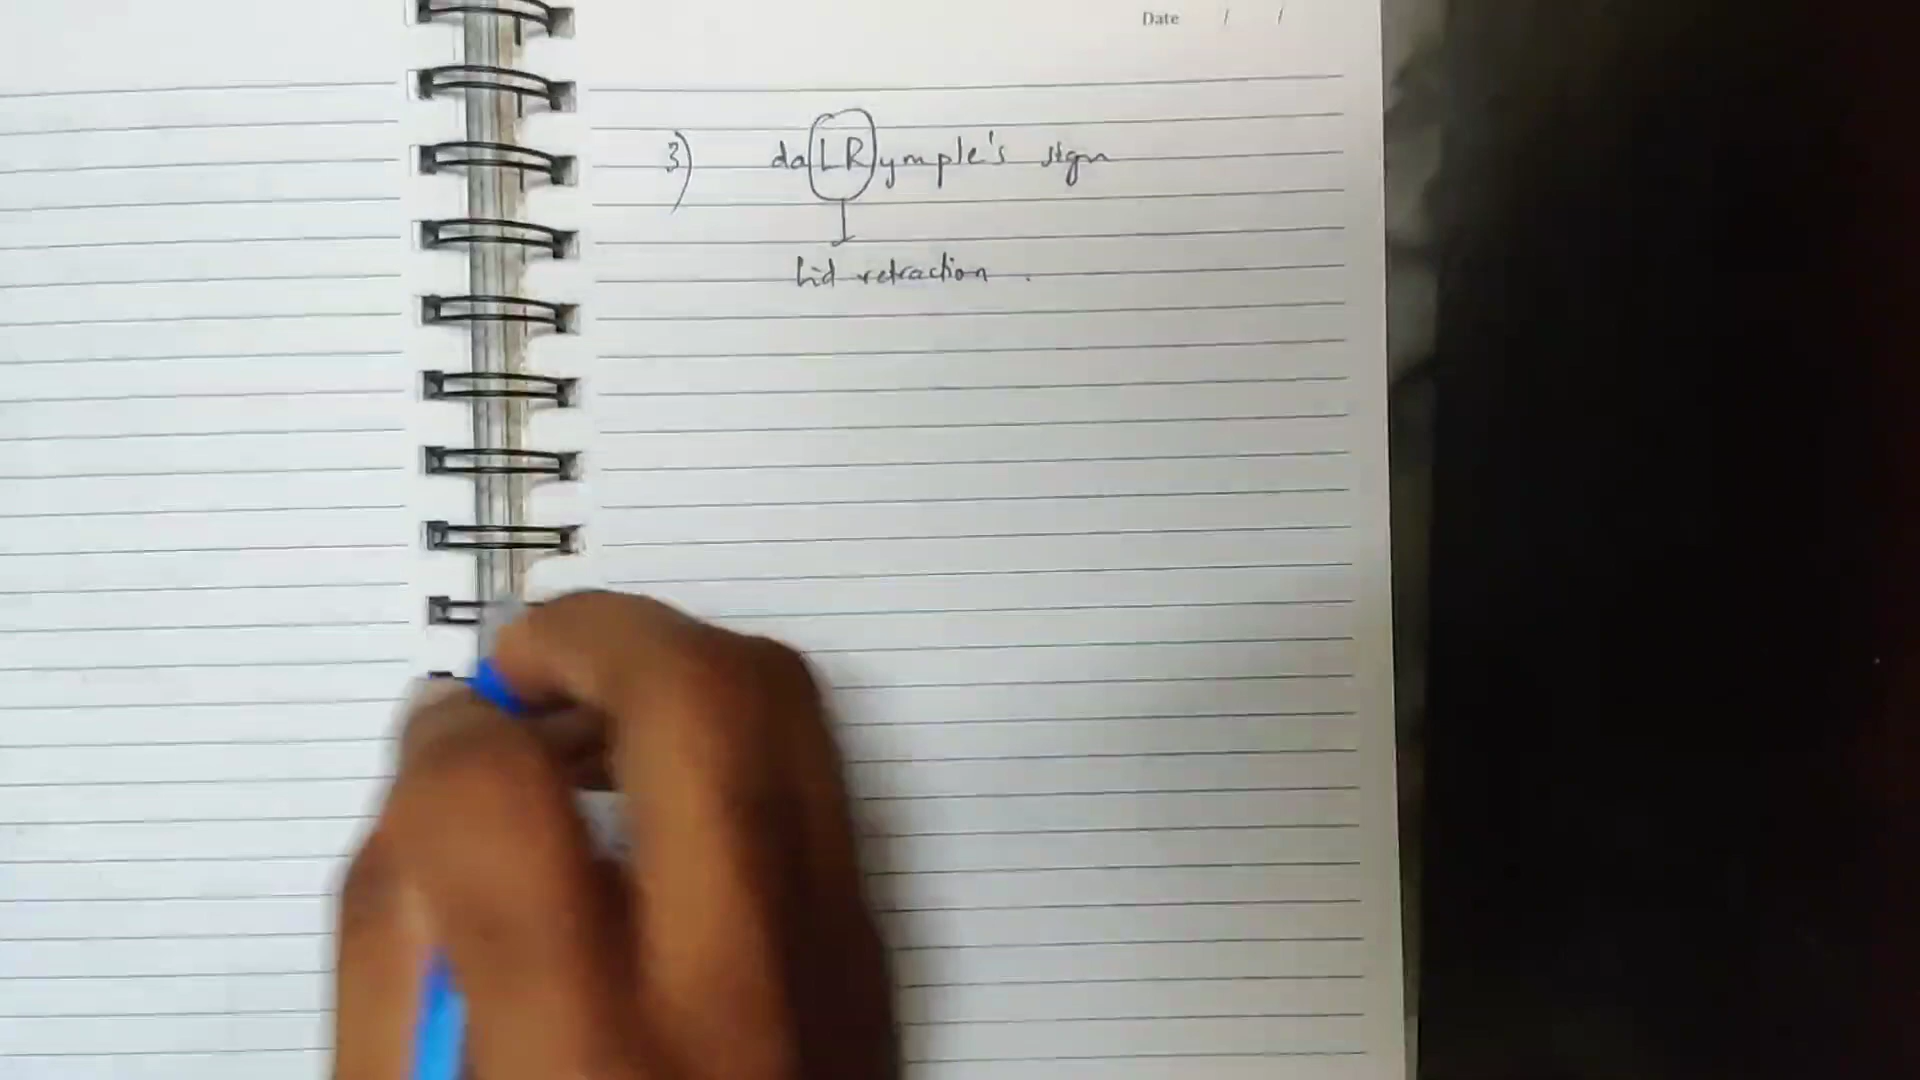 Date / /
3) daLRymple's sign
Lid retraction.